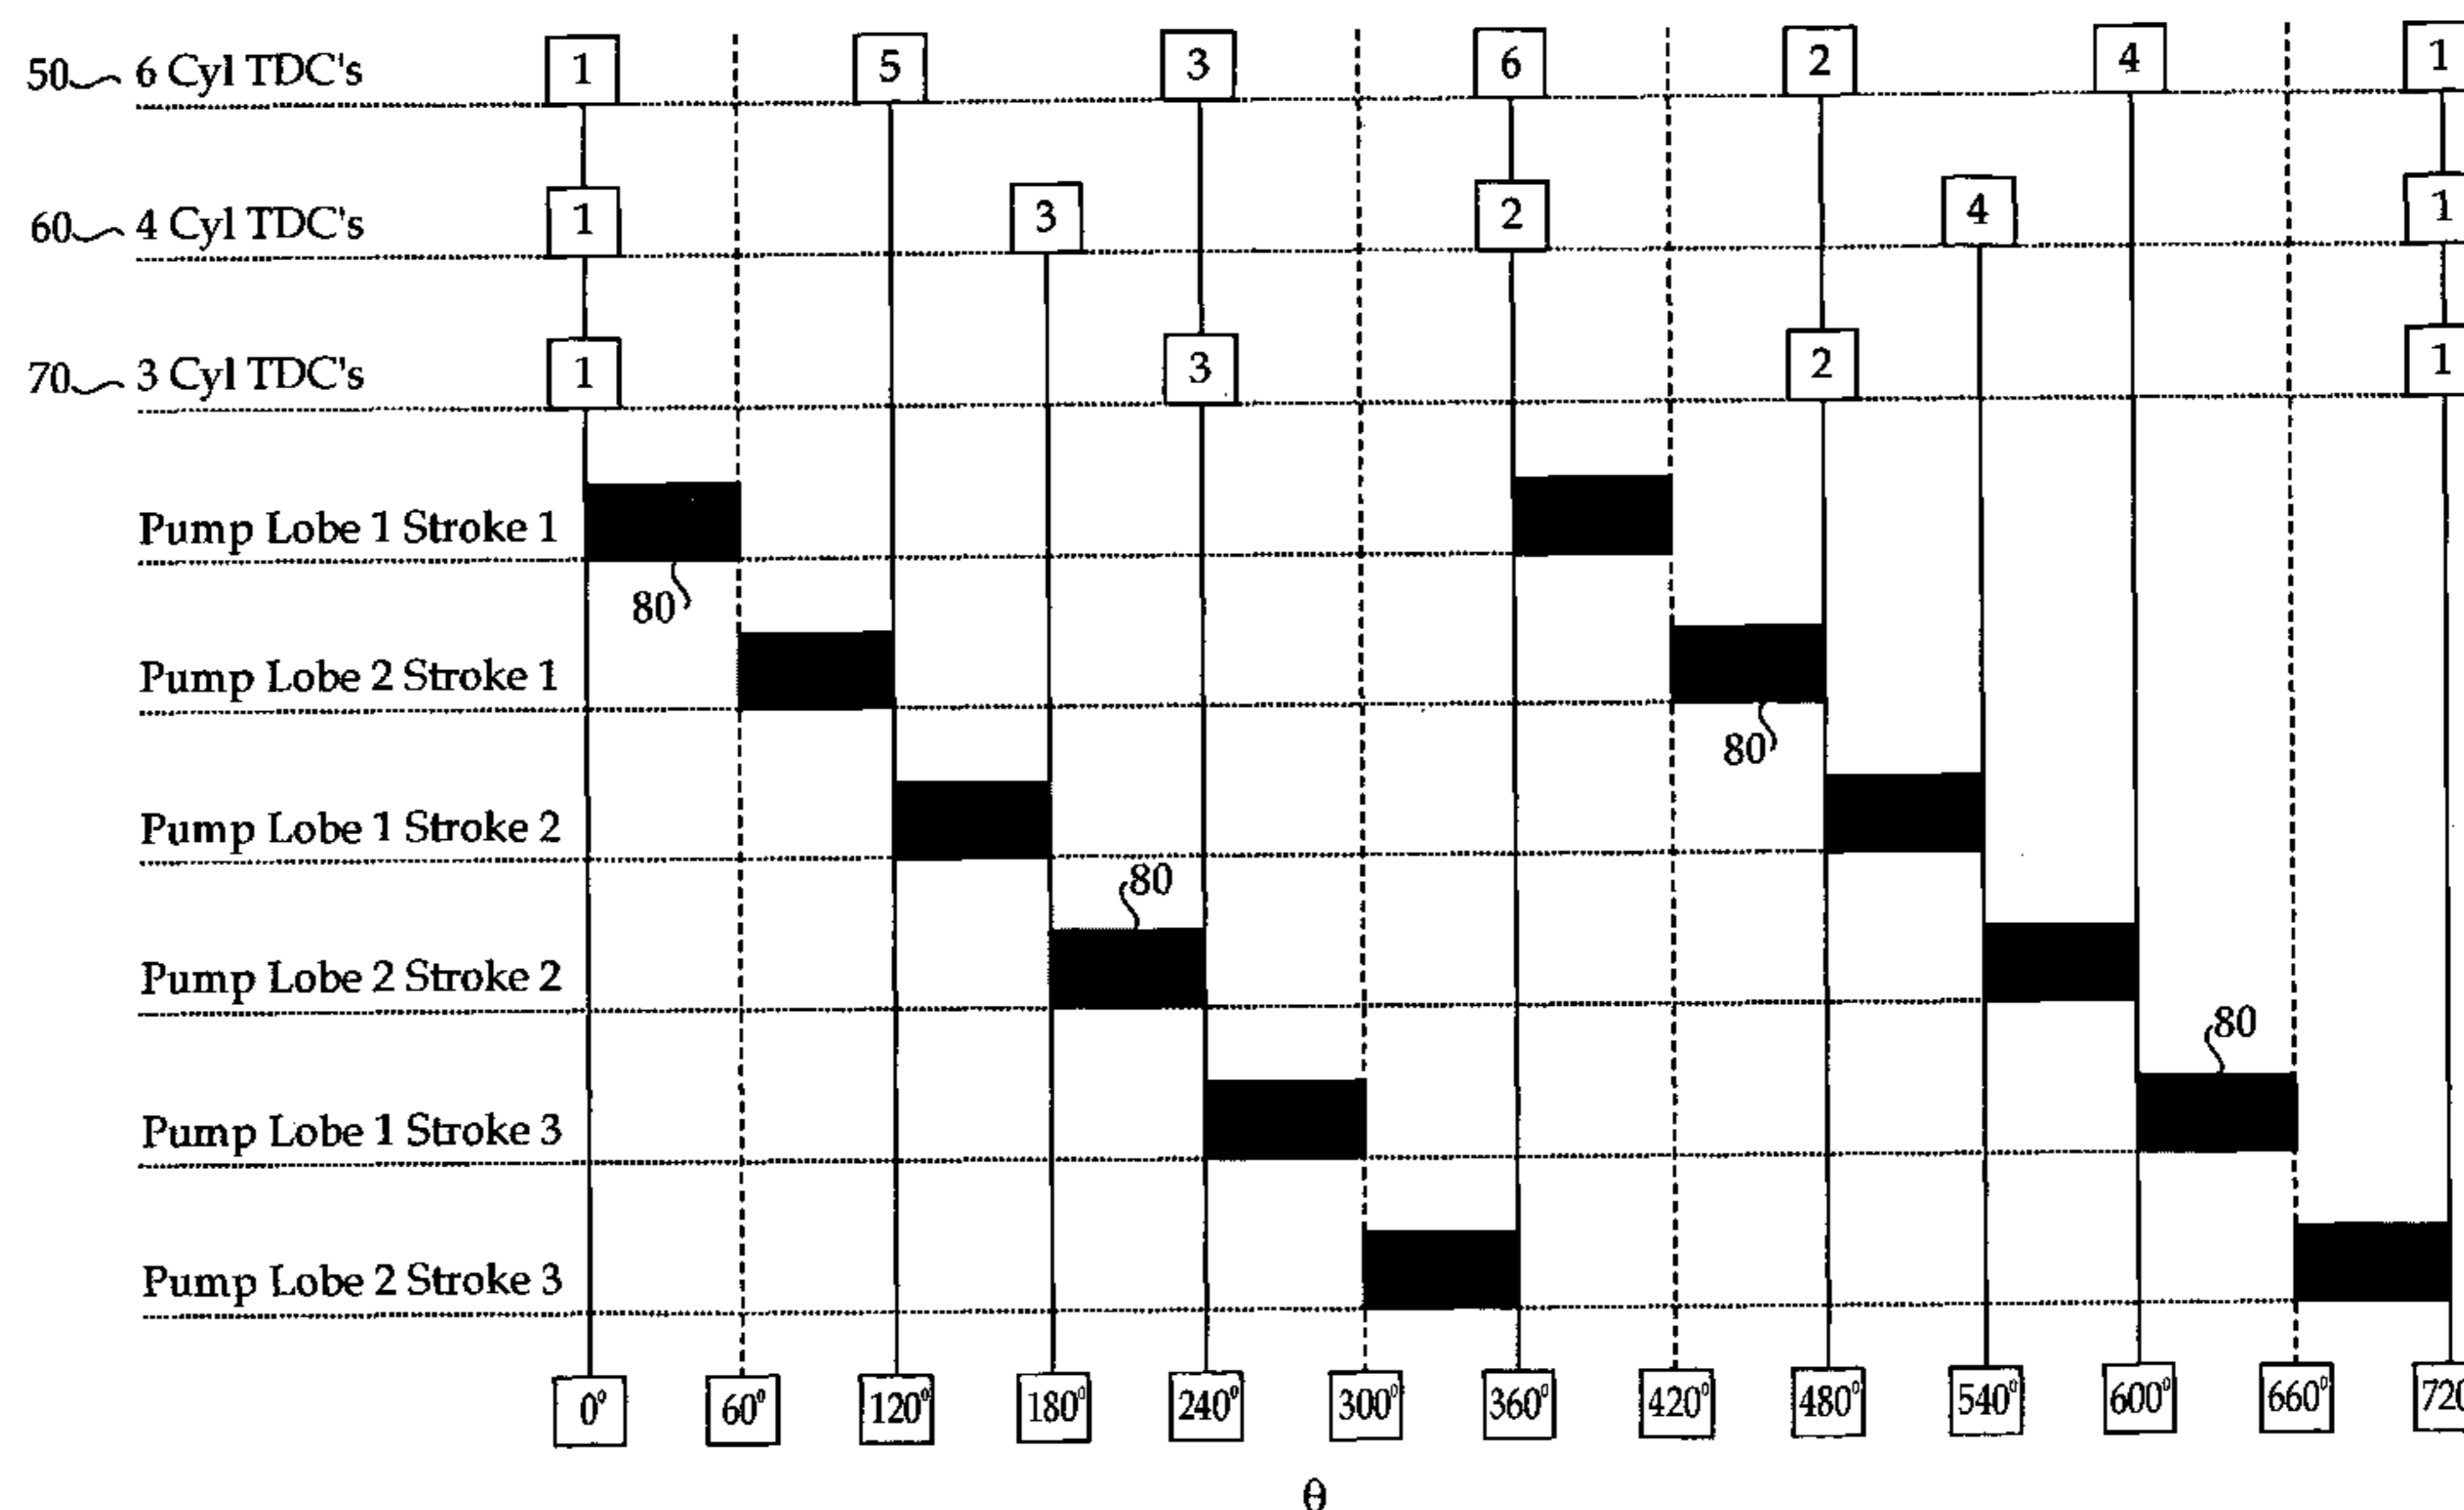 50 6 Cyl TDC's 1 5 3 6 2 4 1
60 4 Cyl TDC's 1 3 2 4 1
70 3 Cyl TDC's 1 3 2 1
Pump Lobe 1 Stroke 1
80
Pump Lobe 2 Stroke 1
80
Pump Lobe 1 Stroke 2
80
Pump Lobe 2 Stroke 2
80
Pump Lobe 1 Stroke 3
Pump Lobe 2 Stroke 3
0° 60° 120° 180° 240° 300° 360° 420° 480° 540° 600° 660° 720
θ